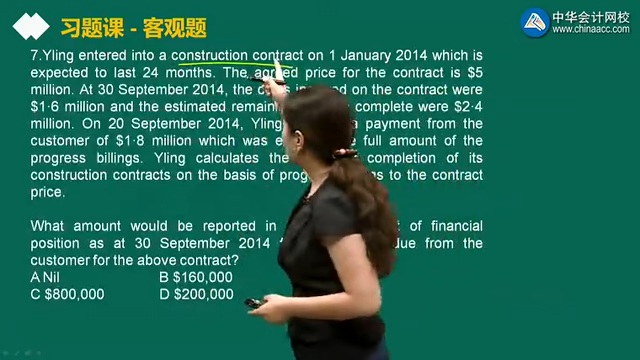 习题课 - 客观题
中华会计网校
www.chinaacc.com
7.Yling entered into a construction contract on 1 January 2014 which is
expected to last 24 months. The agreed price for the contract is $5
million. At 30 September 2014, the on the contract were
$1·6 million and the estimated complete were $2·4
million. On 20 September 2014, Yling a payment from the
customer of $1·8 million which was full amount of the
progress billings. Yling calculates the completion of its
construction contracts on the basis of to the contract
price.
What amount would be reported in of financial
position as at 30 September 2014 due from the
customer for the above contract?
A Nil B $160,000
C $800,000 D $200,000